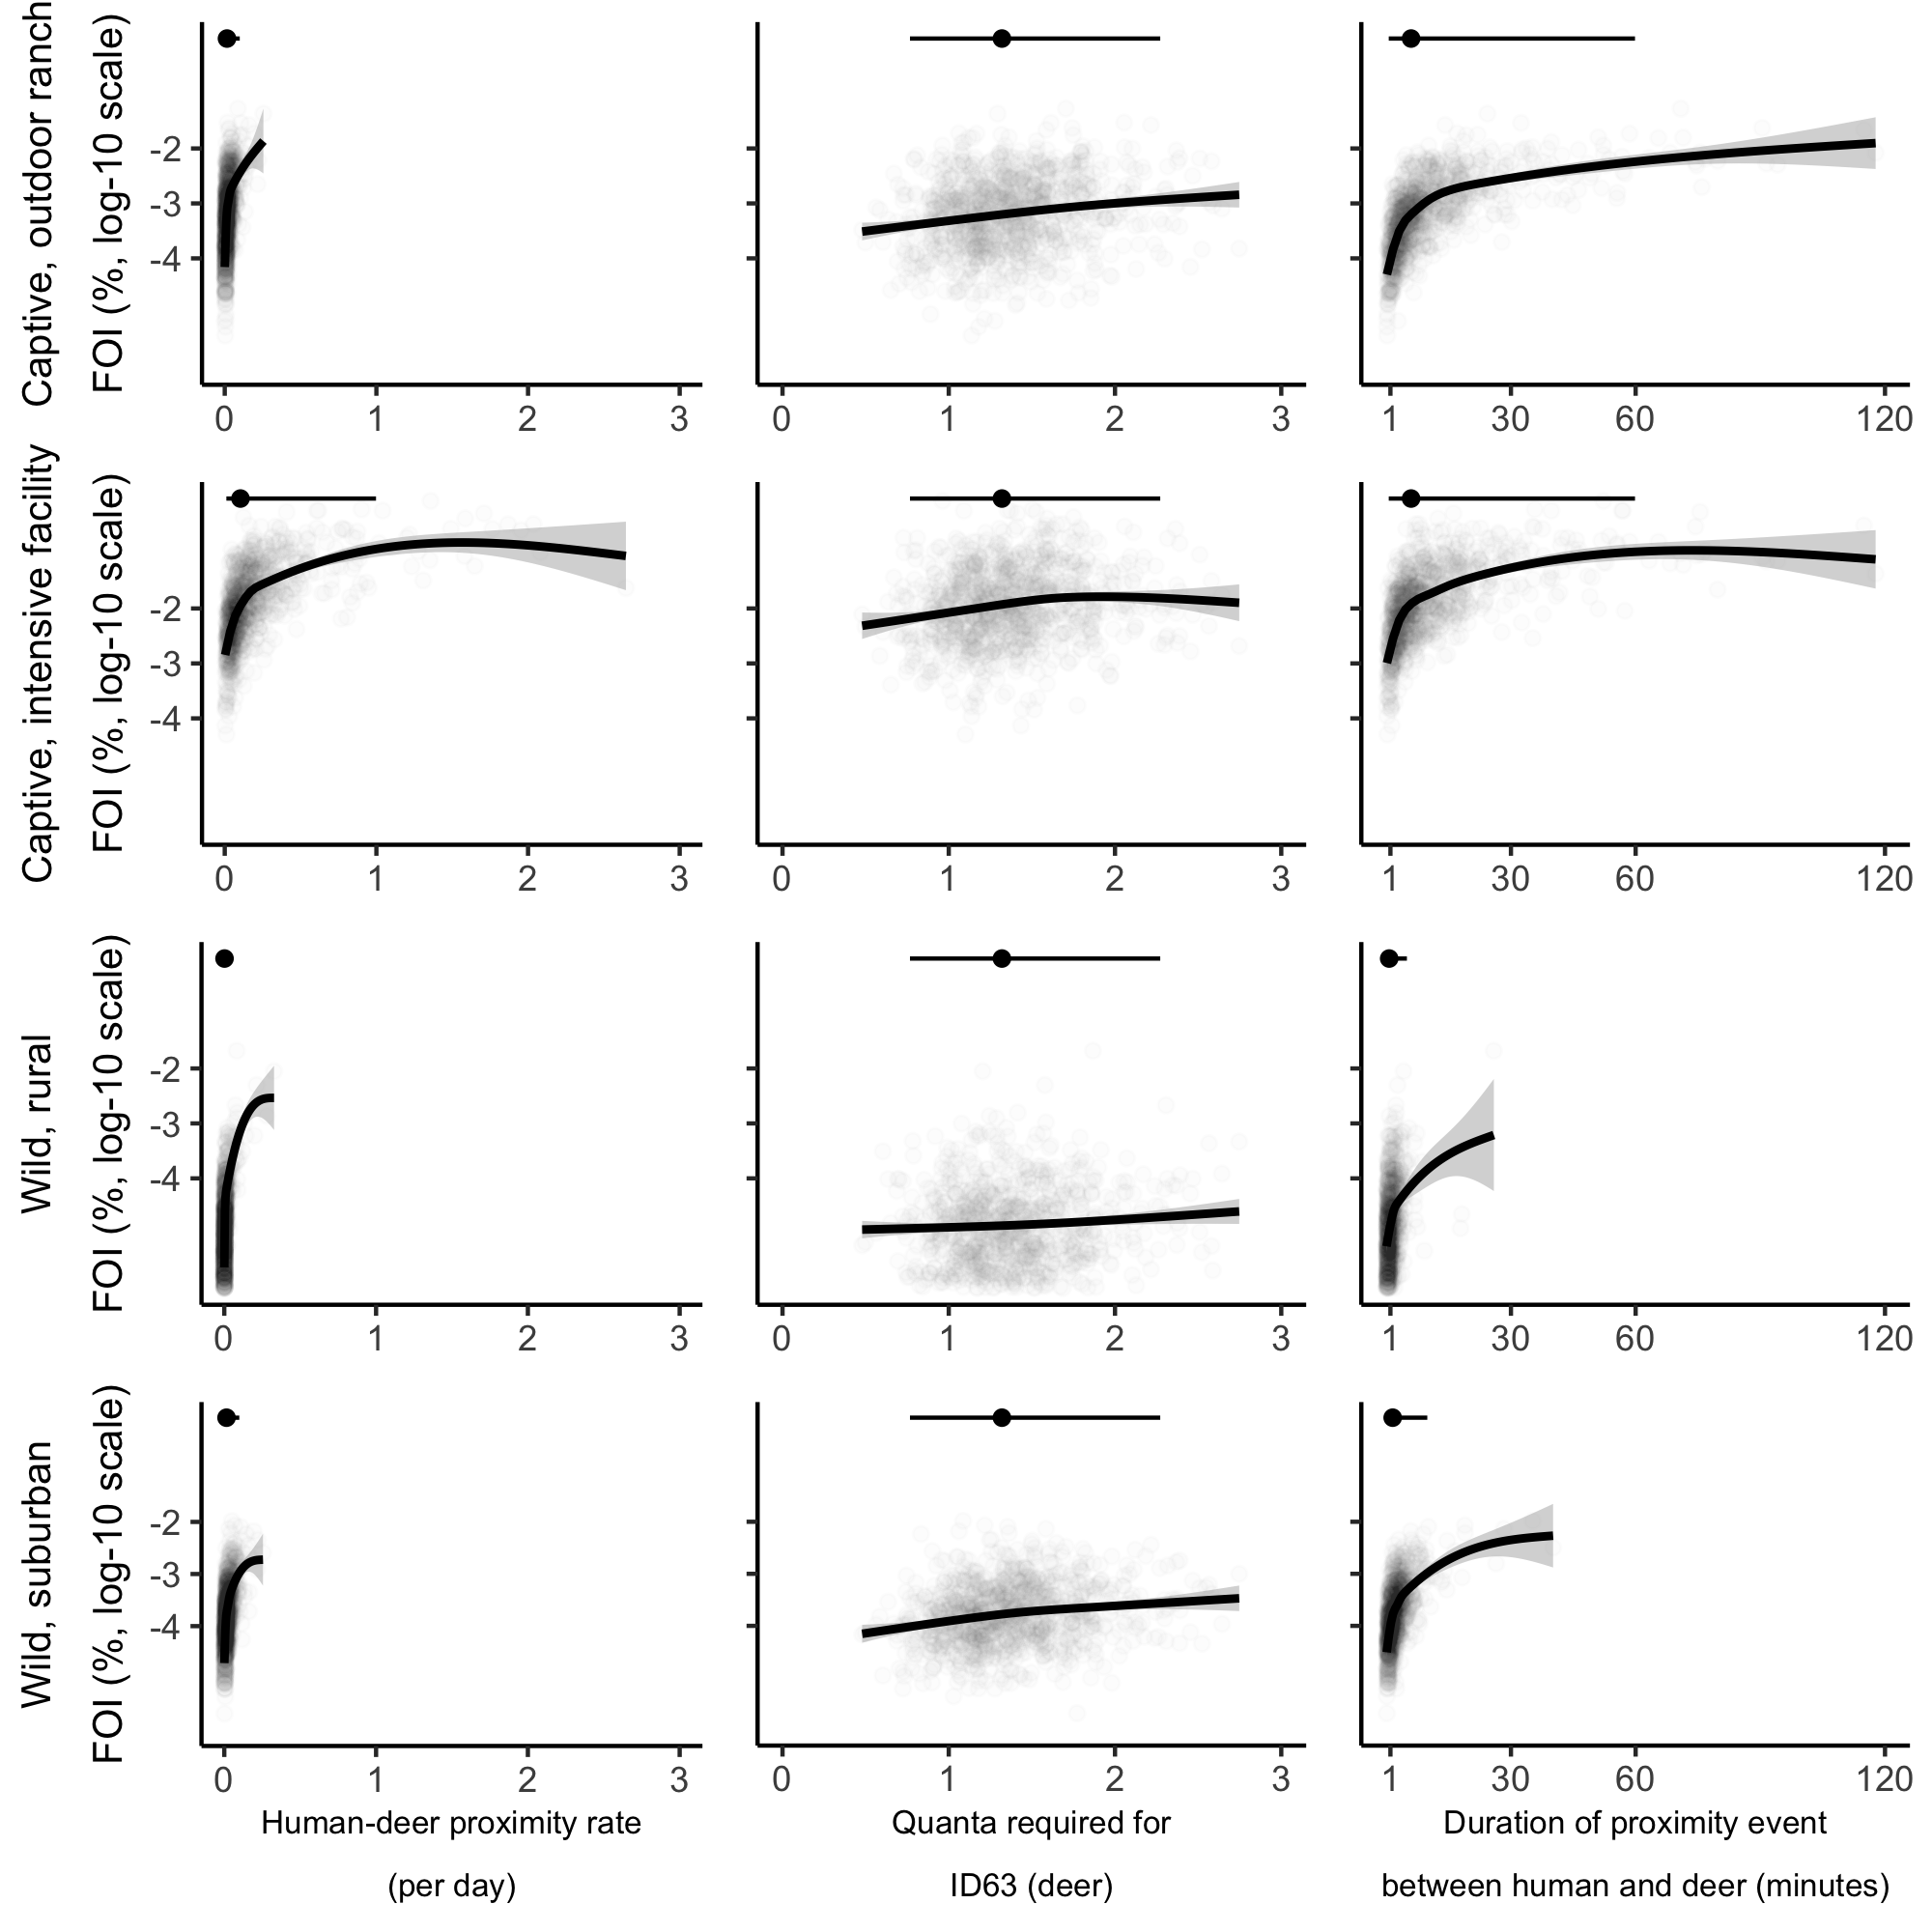 Captive, outdoor ranch
FOI (%, log-10 scale)
-2
-3
-4
0 1 2 3
0 1 2 3
1 30 60 120
Captive, intensive facility
FOI (%, log-10 scale)
-2
-3
-4
0 1 2 3
0 1 2 3
1 30 60 120
Wild, rural
FOI (%, log-10 scale)
-2
-3
-4
0 1 2 3
0 1 2 3
1 30 60 120
Wild, suburban
FOI (%, log-10 scale)
-2
-3
-4
0 1 2 3
0 1 2 3
1 30 60 120
Human-deer proximity rate
(per day)
Quanta required for
ID63 (deer)
Duration of proximity event
between human and deer (minutes)